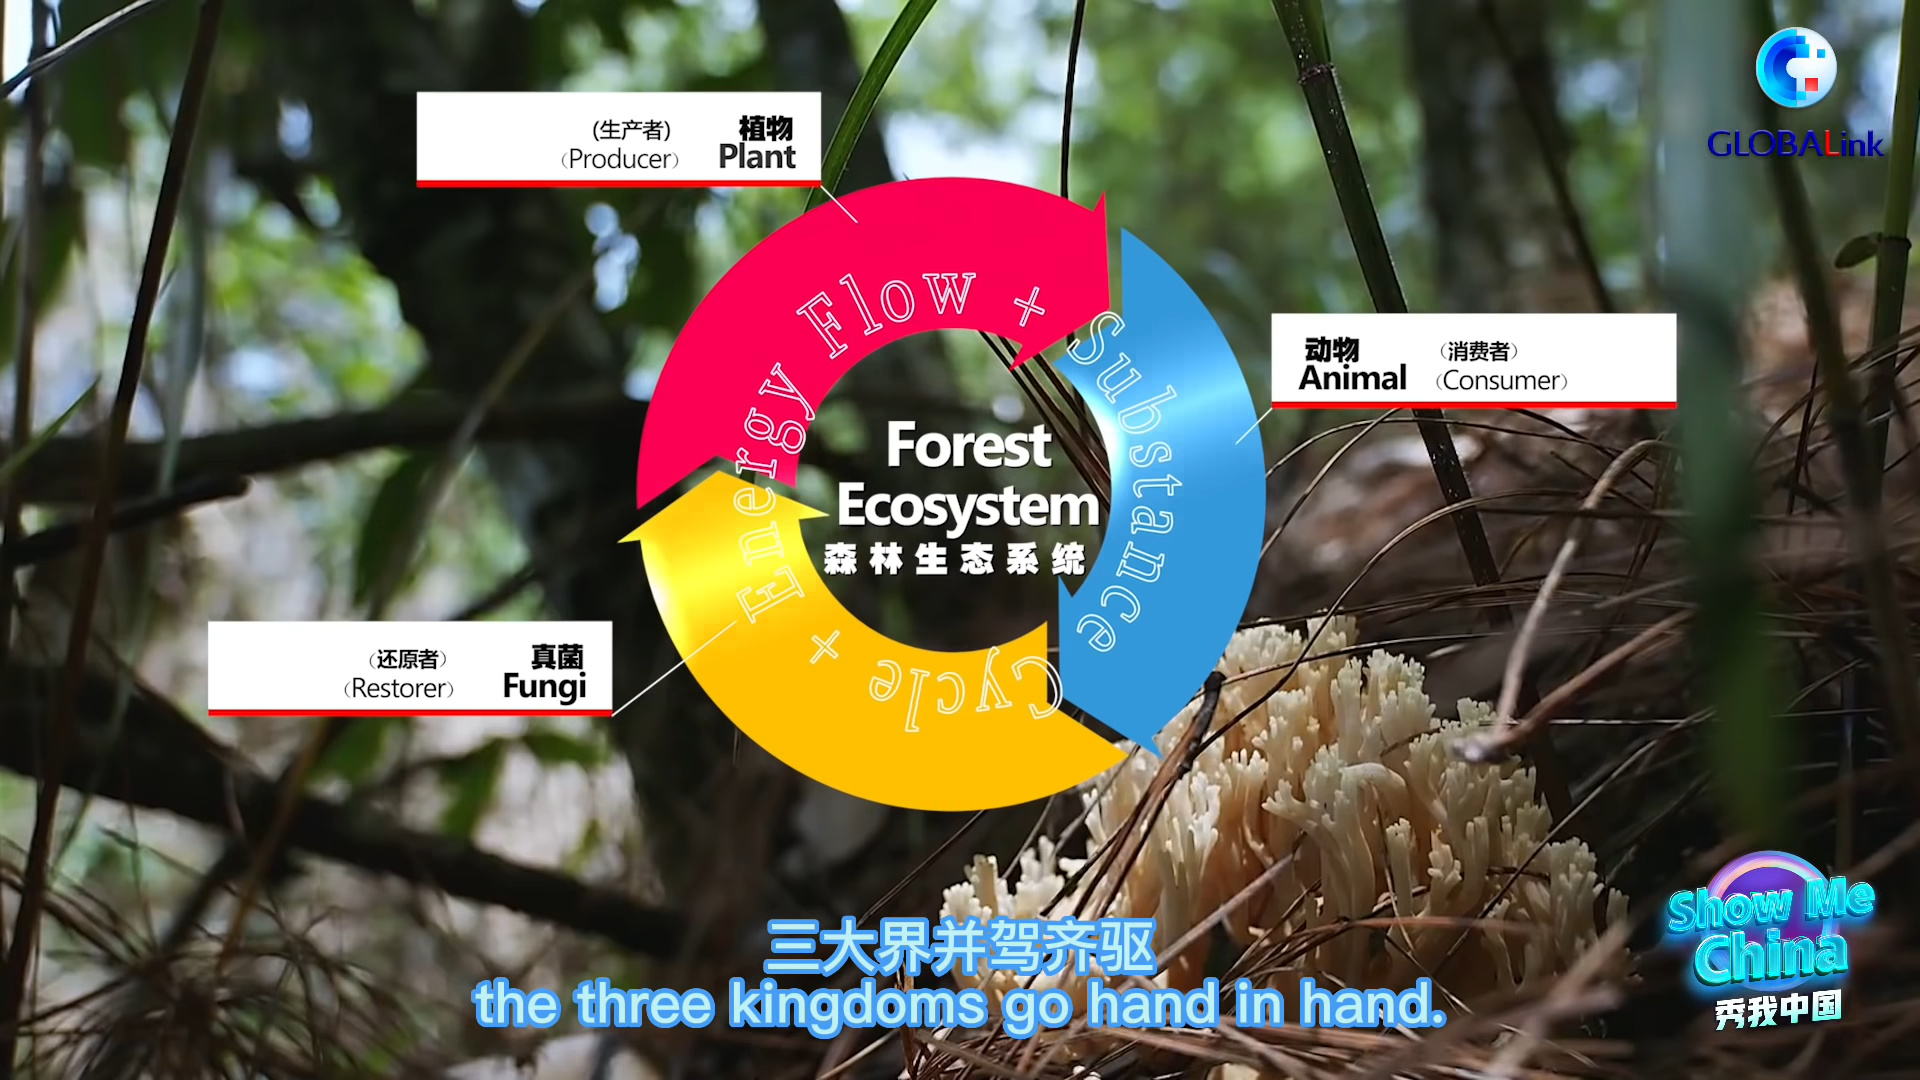 GLOBALink
(生产者) 植物
(Producer) Plant
动物 (消费者)
Animal (Consumer)
Energy Flow + Substance Cycle +
Forest
Ecosystem
森林生态系统
(还原者) 真菌
(Restorer) Fungi
Show Me
China
秀我中国
三大界并驾齐驱
the three kingdoms go hand in hand.